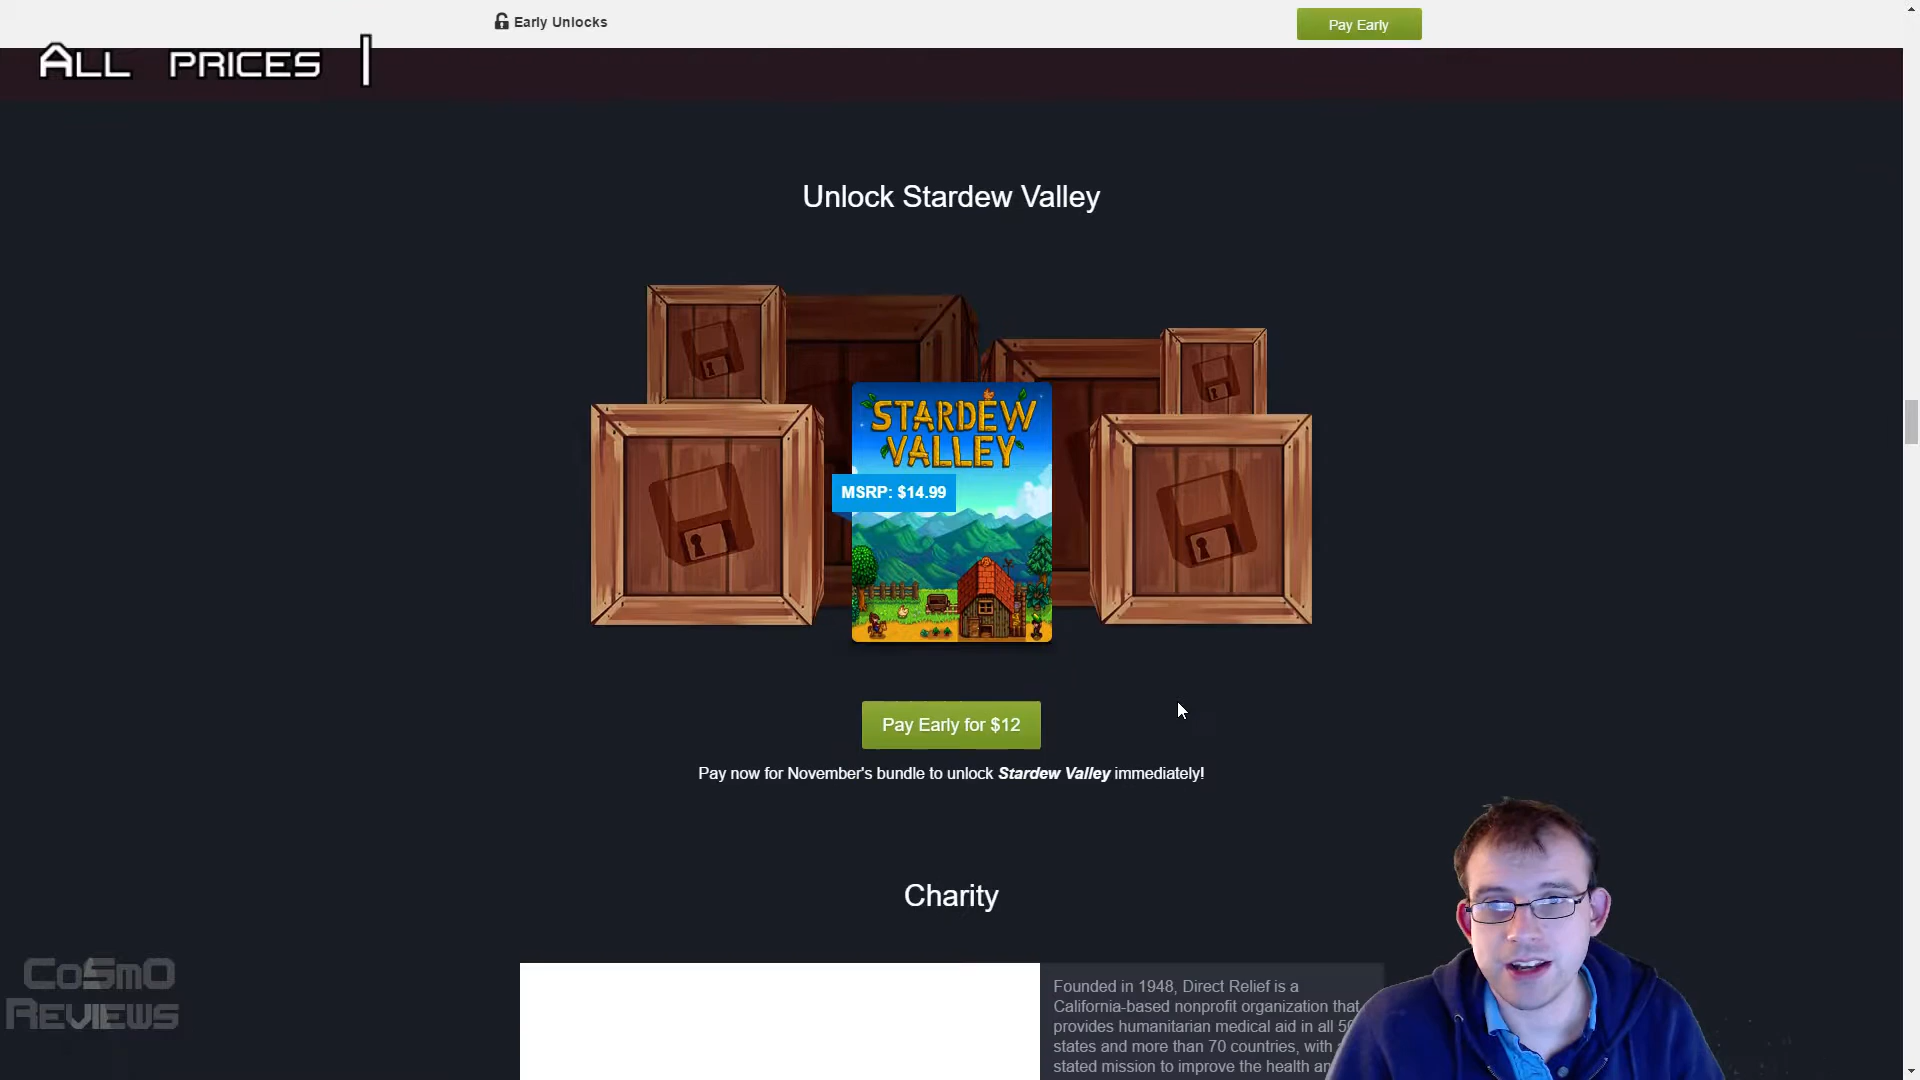 Early Unlocks
Pay Early
ALL PRICES
Unlock Stardew Valley
STARDEW
VALLEY
MSRP: $14.99
Pay Early for $12
Pay now for November's bundle to unlock Stardew Valley immediately!
Charity
CoSmO
Reviews
Founded in 1948, Direct Relief is a
California-based nonprofit organization that
provides humanitarian medical aid in all 50
states and more than 70 countries, with
stated mission to improve the health